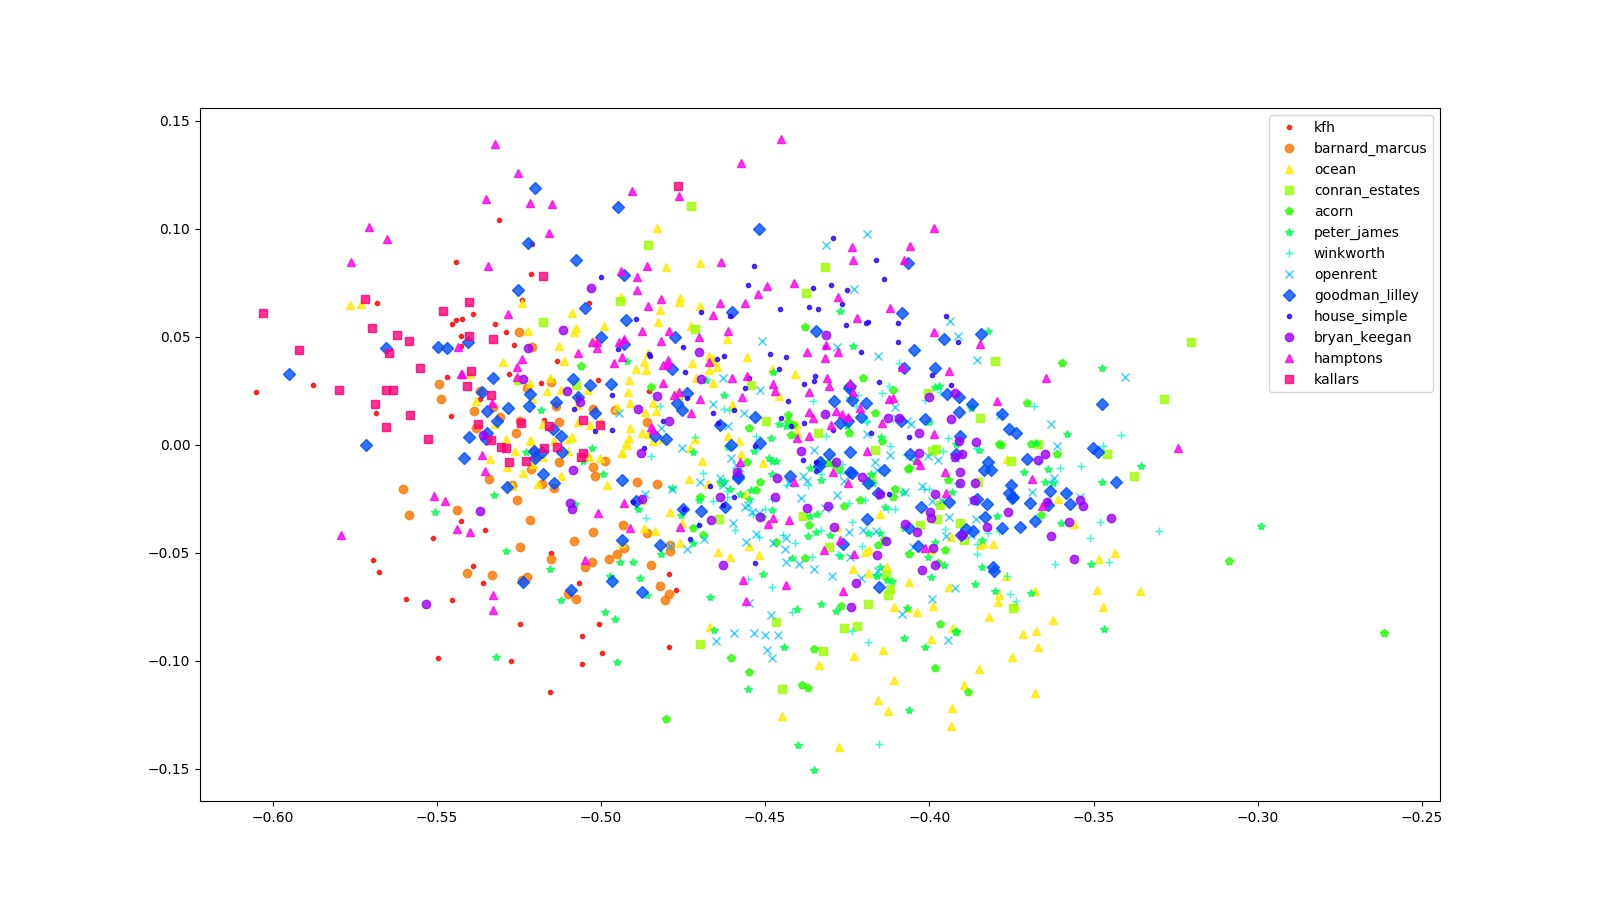 0.15
0.10
0.05
0.00
−0.05
−0.10
−0.15
−0.60
−0.55
−0.50
−0.45
−0.40
−0.35
−0.30
−0.25
kfh
barnard_marcus
ocean
conran_estates
acorn
peter_james
winkworth
openrent
goodman_lilley
house_simple
bryan_keegan
hamptons
kallars